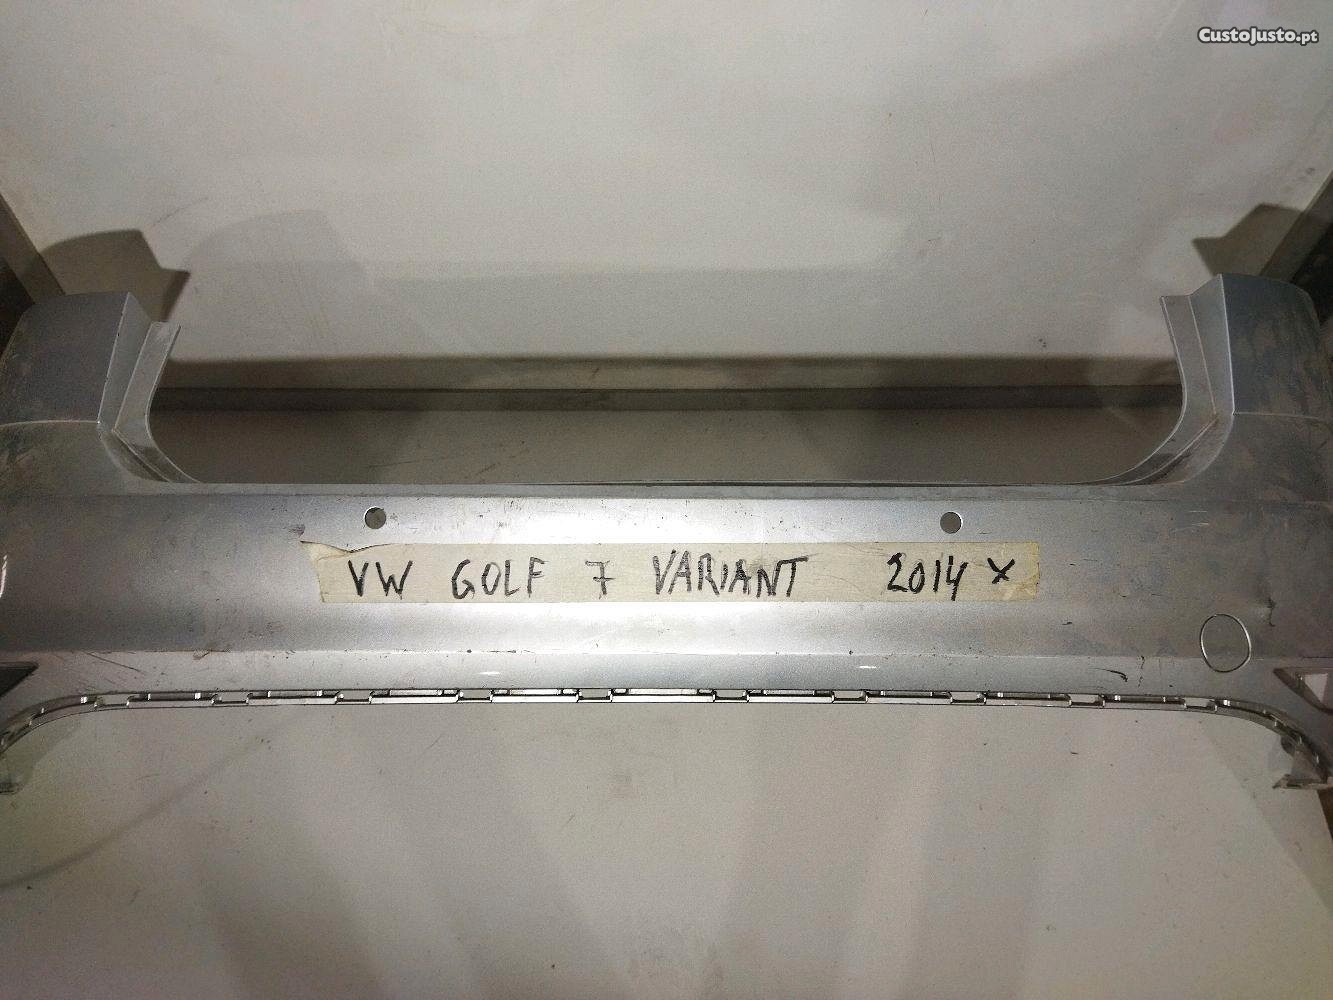 CustoJusto.pt
VW GOLF 7 VARIANT 2014 X